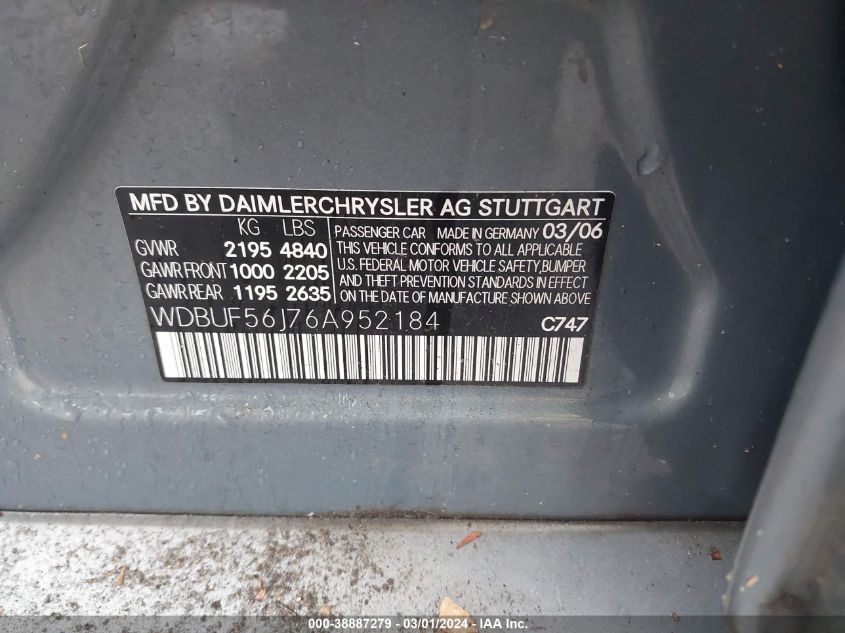 MFD BY DAIMLERCHRYSLER AG STUTTGART
KG LBS
GVWR 2195 4840
GAWR FRONT 1000 2205
GAWR REAR 1195 2635
PASSENGER CAR MADE IN GERMANY 03/06
THIS VEHICLE CONFORMS TO ALL APPLICABLE
U.S. FEDERAL MOTOR VEHICLE SAFETY, BUMPER
AND THEFT PREVENTION STANDARDS IN EFFECT
ON THE DATE OF MANUFACTURE SHOWN ABOVE
WDBUF56J76A952184 C747
000-38887279 - 03/01/2024 - IAA Inc.